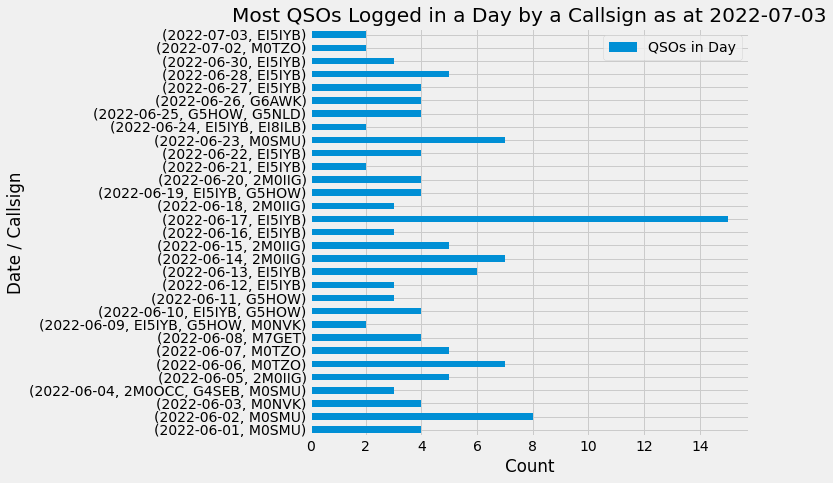 Most QSOs Logged in a Day by a Callsign as at 2022-07-03
QSOs in Day
(2022-07-03, EI5IYB)
(2022-07-02, M0TZO)
(2022-06-30, EI5IYB)
(2022-06-28, EI5IYB)
(2022-06-27, EI5IYB)
(2022-06-26, G6AWK)
(2022-06-25, G5HOW, G5NLD)
(2022-06-24, EI5IYB, EI8ILB)
(2022-06-23, M0SMU)
(2022-06-22, EI5IYB)
(2022-06-21, EI5IYB)
(2022-06-20, 2M0IIG)
(2022-06-19, EI5IYB, G5HOW)
(2022-06-18, 2M0IIG)
(2022-06-17, EI5IYB)
(2022-06-16, EI5IYB)
(2022-06-15, 2M0IIG)
(2022-06-14, 2M0IIG)
(2022-06-13, EI5IYB)
(2022-06-12, EI5IYB)
(2022-06-11, G5HOW)
(2022-06-10, EI5IYB, G5HOW)
(2022-06-09, EI5IYB, G5HOW, M0NVK)
(2022-06-08, M7GET)
(2022-06-07, M0TZO)
(2022-06-06, M0TZO)
(2022-06-05, 2M0IIG)
(2022-06-04, 2M0OCC, G4SEB, M0SMU)
(2022-06-03, M0NVK)
(2022-06-02, M0SMU)
(2022-06-01, M0SMU)
Date / Callsign
0 2 4 6 8 10 12 14
Count